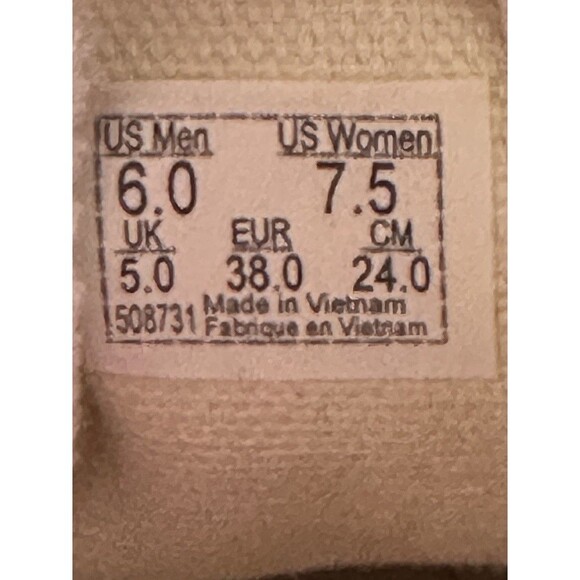 US Men US Women
6.0 7.5
UK EUR CM
5.0 38.0 24.0
508731 Made in Vietnam
Fabrique en Vietnam